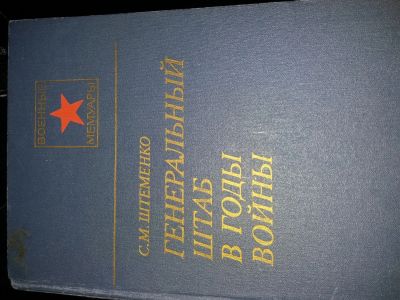 ВОЕННЫЕ
МЕМУАРЫ
С.М.ШТЕМЕНКО
ГЕНЕРАЛЬНЫЙ
ШТАБ
В ГОДЫ
ВОЙНЫ